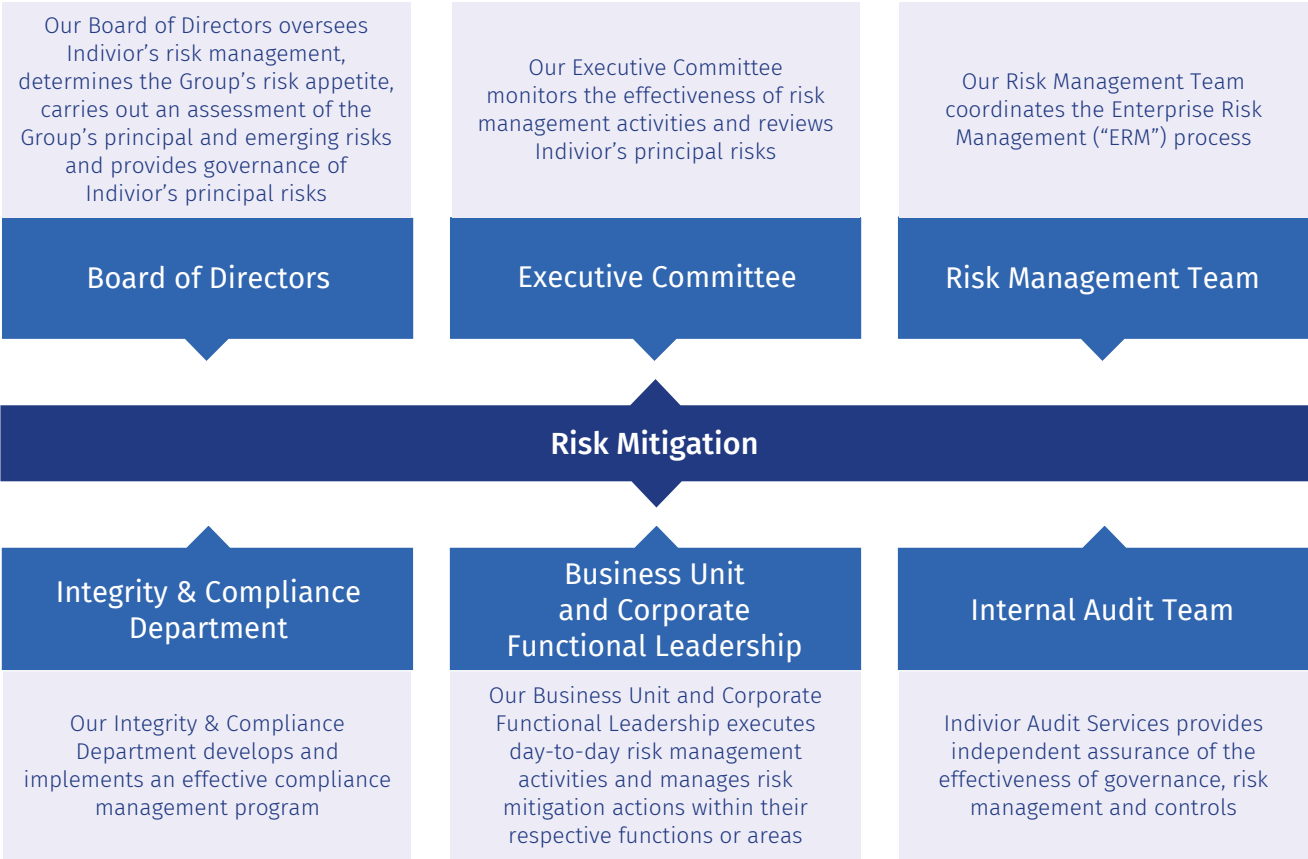 Our Board of Directors oversees
Indivior’s risk management,
determines the Group’s risk appetite,
carries out an assessment of the
Group’s principal and emerging risks
and provides governance of
Indivior’s principal risks
Board of Directors
Our Executive Committee
monitors the effectiveness of risk
management activities and reviews
Indivior’s principal risks
Executive Committee
Our Risk Management Team
coordinates the Enterprise Risk
Management (“ERM”) process
Risk Management Team
Risk Mitigation
Integrity & Compliance
Department
Our Integrity & Compliance
Department develops and
implements an effective compliance
management program
Business Unit
and Corporate
Functional Leadership
Our Business Unit and Corporate
Functional Leadership executes
day-to-day risk management
activities and manages risk
mitigation actions within their
respective functions or areas
Internal Audit Team
Indivior Audit Services provides
independent assurance of the
effectiveness of governance, risk
management and controls